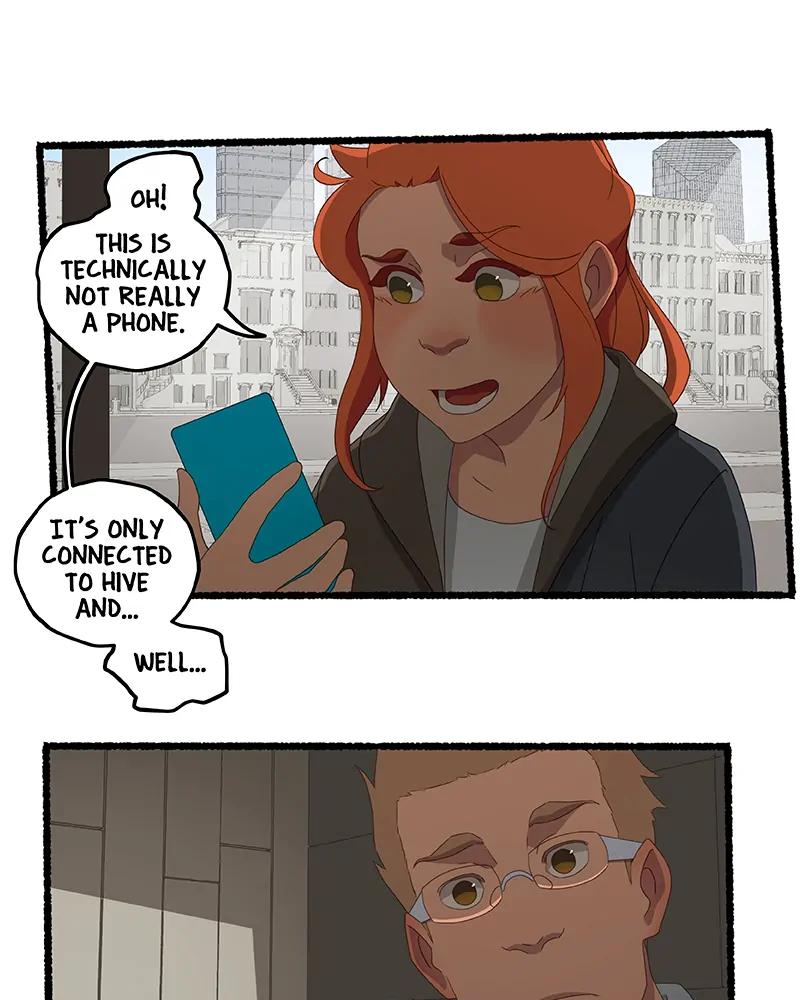 OH!
THIS IS
TECHNICALLY
NOT REALLY
A PHONE.
IT'S ONLY
CONNECTED
TO HIVE
AND...
WELL...